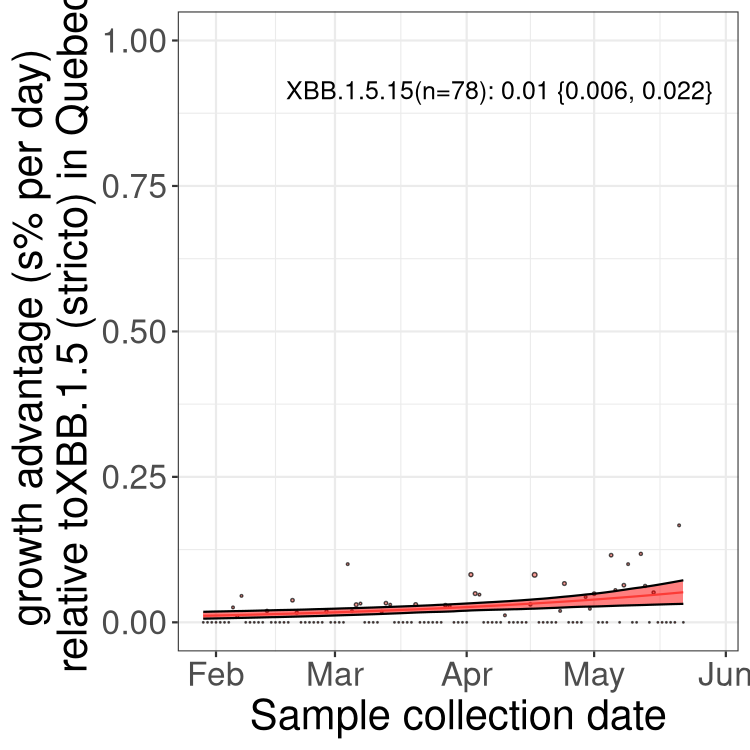 growth advantage (s% per day)
relative toXBB.1.5 (stricto) in Quebec
1.00
0.75
0.50
0.25
0.00
XBB.1.5.15(n=78): 0.01 {0.006, 0.022}
Feb
Mar
Apr
May
Jun
Sample collection date